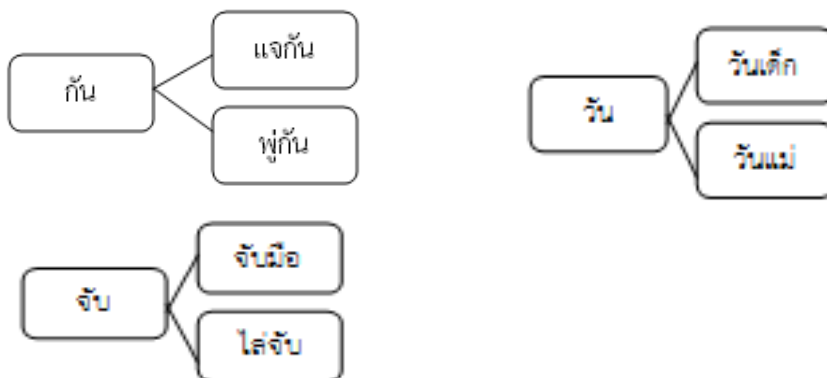 กัน
แจกัน
พู่กัน
วัน
วันเด็ก
วันแม่
จับ
จับมือ
ไล่จับ